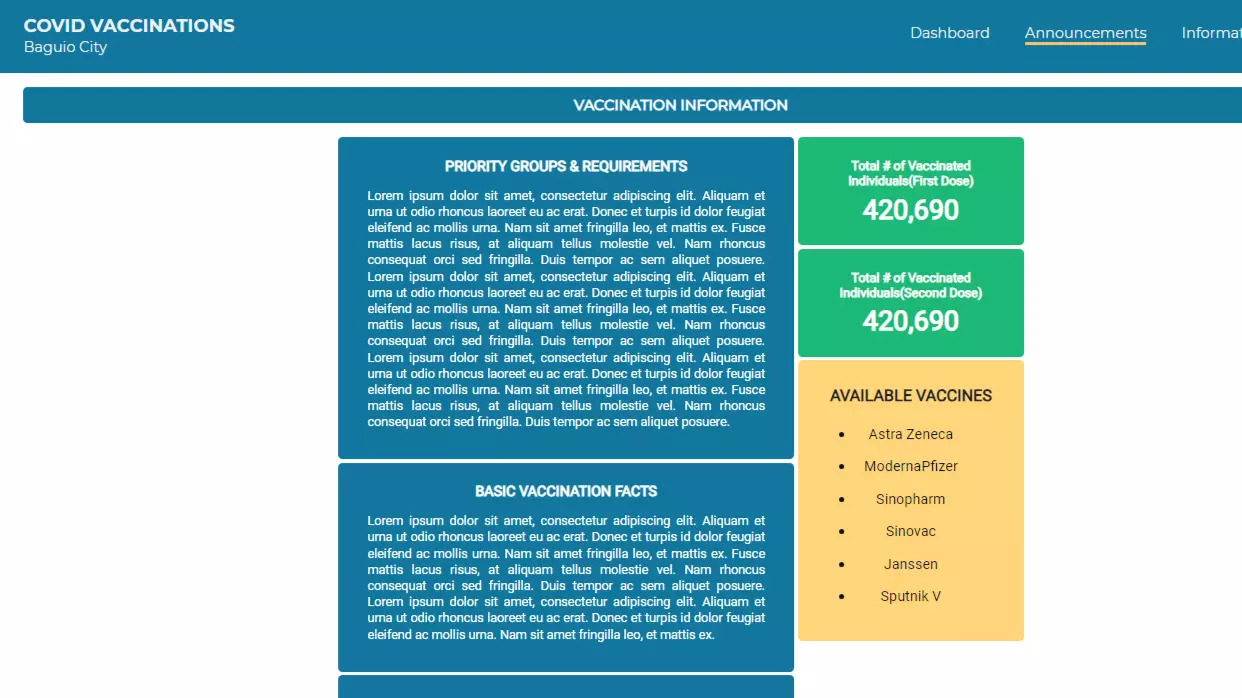 COVID VACCINATIONS
Baguio City
Dashboard
Announcements
Informat
VACCINATION INFORMATION
PRIORITY GROUPS & REQUIREMENTS
Lorem ipsum dolor sit amet, consectetur adipiscing elit. Aliquam et
urna ut odio rhoncus laoreet eu ac erat. Donec et turpis id dolor feugiat
eleifend ac mollis urna. Nam sit amet fringilla leo, et mattis ex. Fusce
mattis lacus risus, at aliquam tellus molestie vel. Nam rhoncus
consequat orci sed fringilla. Duis tempor ac sem aliquet posuere.
Lorem ipsum dolor sit amet, consectetur adipiscing elit. Aliquam et
urna ut odio rhoncus laoreet eu ac erat. Donec et turpis id dolor feugiat
eleifend ac mollis urna. Nam sit amet fringilla leo, et mattis ex. Fusce
mattis lacus risus, at aliquam tellus molestie vel. Nam rhoncus
consequat orci sed fringilla. Duis tempor ac sem aliquet posuere.
Lorem ipsum dolor sit amet, consectetur adipiscing elit. Aliquam et
urna ut odio rhoncus laoreet eu ac erat. Donec et turpis id dolor feugiat
eleifend ac mollis urna. Nam sit amet fringilla leo, et mattis ex. Fusce
mattis lacus risus, at aliquam tellus molestie vel. Nam rhoncus
consequat orci sed fringilla. Duis tempor ac sem aliquet posuere.
BASIC VACCINATION FACTS
Lorem ipsum dolor sit amet, consectetur adipiscing elit. Aliquam et
urna ut odio rhoncus laoreet eu ac erat. Donec et turpis id dolor feugiat
eleifend ac mollis urna. Nam sit amet fringilla leo, et mattis ex. Fusce
mattis lacus risus, at aliquam tellus molestie vel. Nam rhoncus
consequat orci sed fringilla. Duis tempor ac sem aliquet posuere.
Lorem ipsum dolor sit amet, consectetur adipiscing elit. Aliquam et
urna ut odio rhoncus laoreet eu ac erat. Donec et turpis id dolor feugiat
eleifend ac mollis urna. Nam sit amet fringilla leo, et mattis ex.
Total # of Vaccinated
Individuals(First Dose)
420,690
Total # of Vaccinated
Individuals(Second Dose)
420,690
AVAILABLE VACCINES
• Astra Zeneca
• ModernaPfizer
• Sinopharm
• Sinovac
• Janssen
• Sputnik V